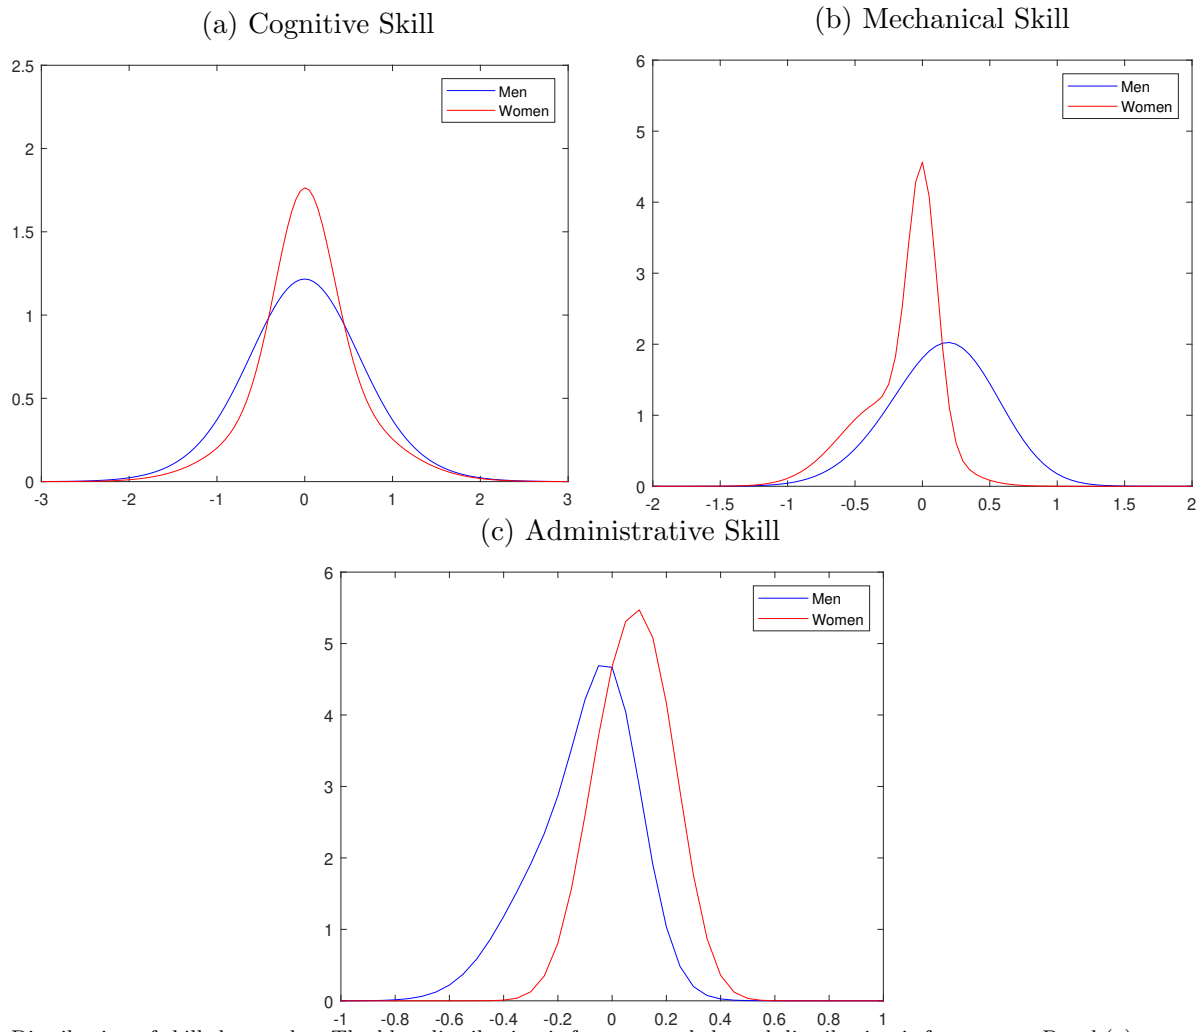 (a) Cognitive Skill
2.5
2
1.5
1
0.5
0
-3 -2 -1 0 1 2 3
Men
Women
(b) Mechanical Skill
6
5
4
3
2
1
0
-2 -1.5 -1 -0.5 0 0.5 1 1.5 2
Men
Women
(c) Administrative Skill
6
5
4
3
2
1
0
-1 -0.8 -0.6 -0.4 -0.2 0 0.2 0.4 0.6 0.8 1
Men
Women